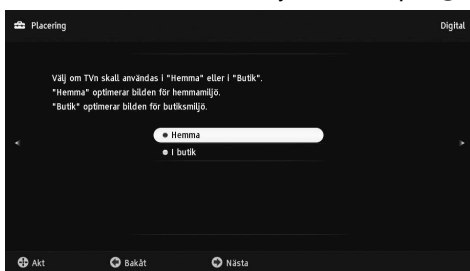 Placering
Digital
Välj om TVn skall användas i "Hemma" eller i "Butik".
"Hemma" optimerar bilden för hemmamiljö.
"Butik" optimerar bilden för butiksmiljö.
Hemma
I butik
Akt
Bakåt
Nästa